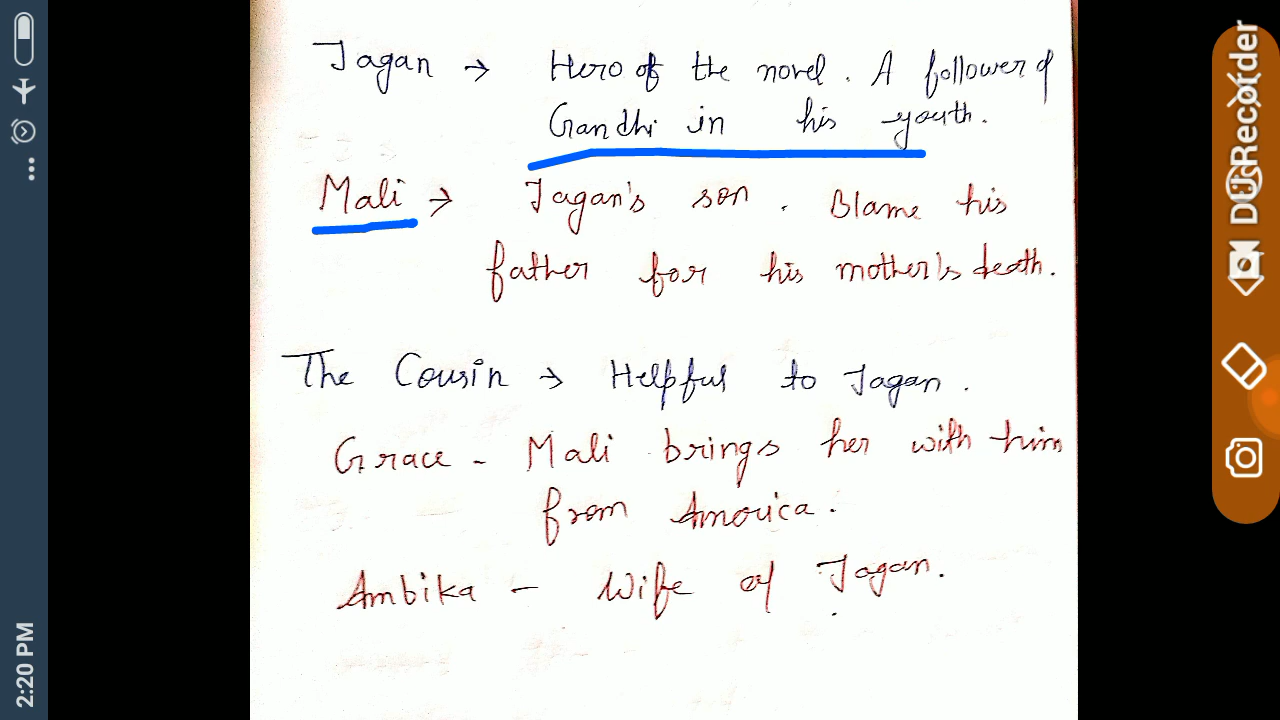 Jagan → Hero of the novel. A follower of
Gandhi in his youth.
Mali → Jagan's son. Blame his
father for his mother's death.
The Cousin → Helpful to Jagan.
Grace - Mali brings her with him
from America.
Ambika - Wife of Jagan.
2:20 PM
DU Recorder